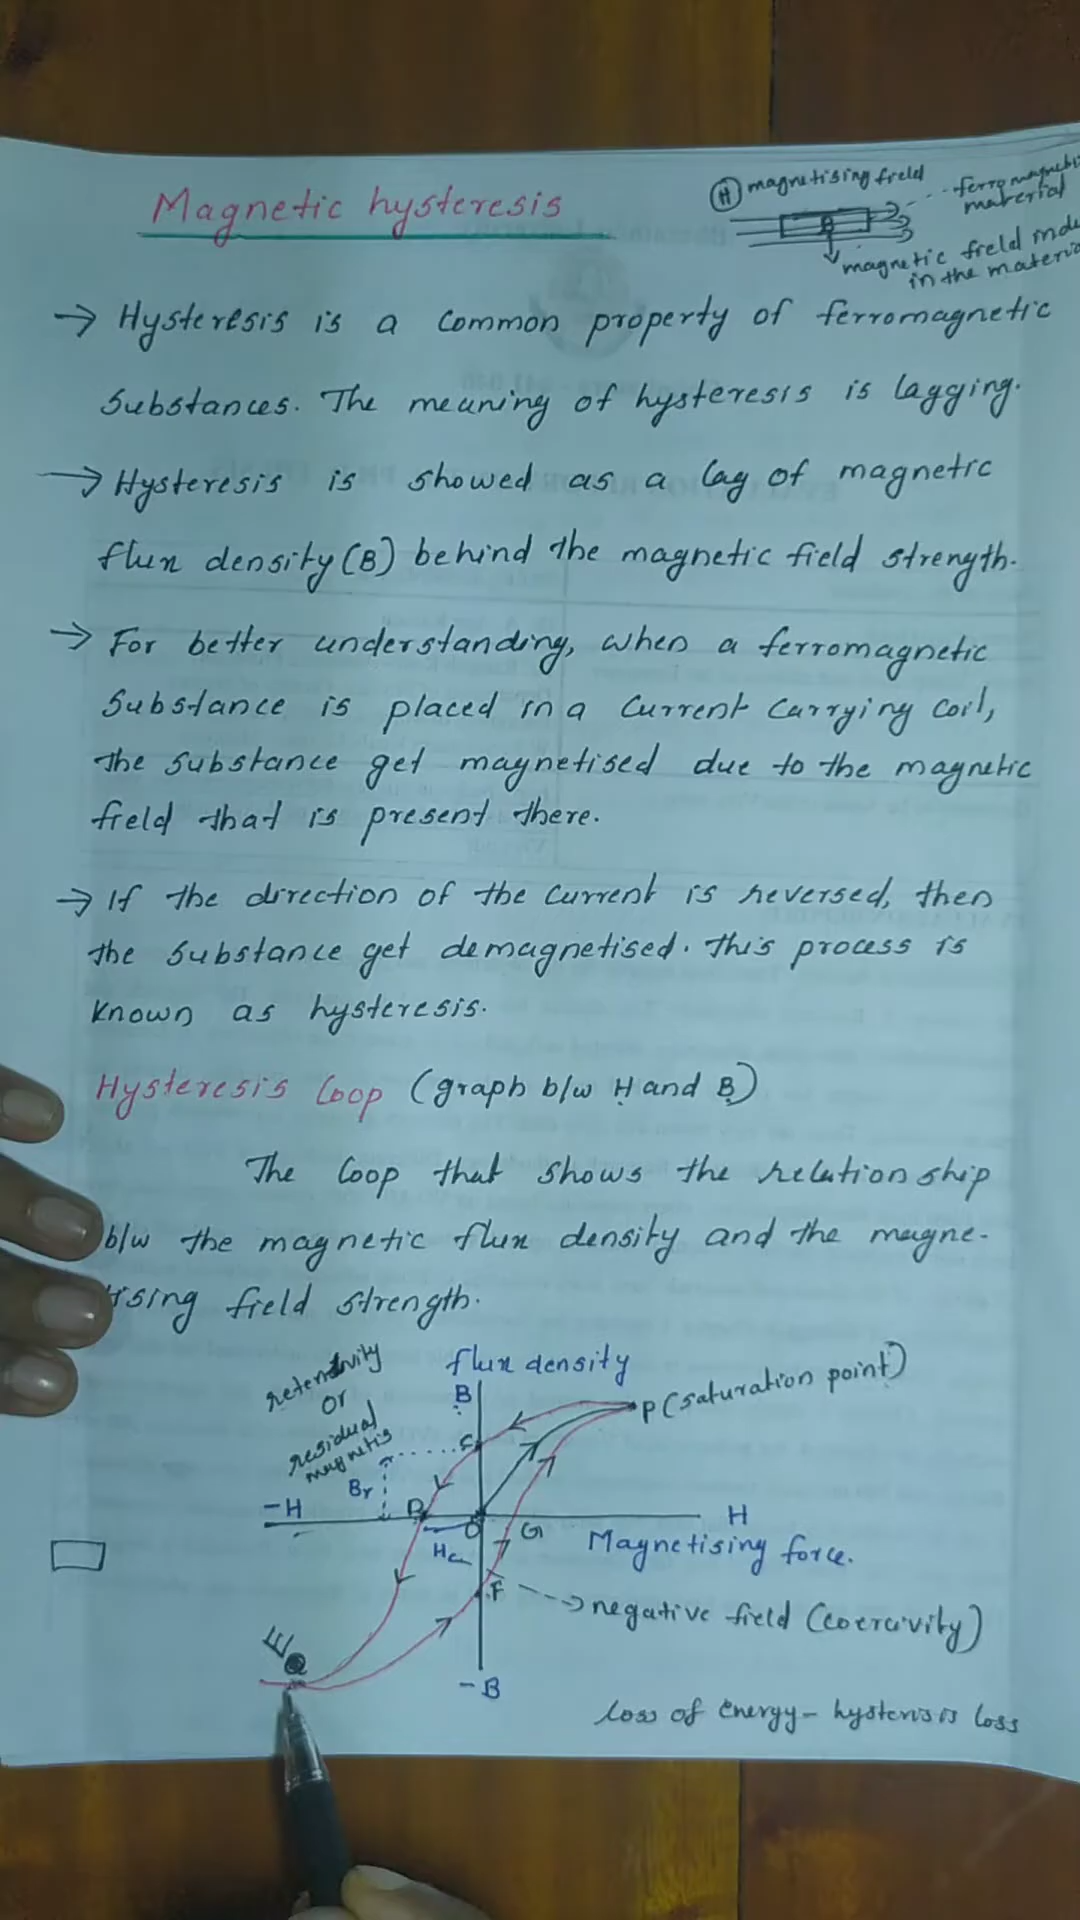 Magnetic hysteresis
(H) magnetising field
ferromagnetic
material
B
magnetic field
in the
→ Hysteresis is a common property of ferromagnetic
substances. The meaning of hysteresis is lagging.
→ Hysteresis is showed as a lag of magnetic
flux density (B) behind the magnetic field strength.
→ For better understanding, when a ferromagnetic
substance is placed in a current carrying coil,
the substance get magnetised due to the magnetic
field that is present there.
→ If the direction of the current is reversed, then
the substance get demagnetised. This process is
known as hysteresis.
Hysteresis Loop (graph b/w H and B)
The loop that shows the relationship
b/w the magnetic flux density and the magne-
tising field strength.
retentivity
or
residual
magnetis
flux density
B
P (saturation point)
C
Br
-H
D
O
G
H
Hc
Magnetising force.
F
negative field (coercivity)
E
-B
loss of energy - hysteris is loss